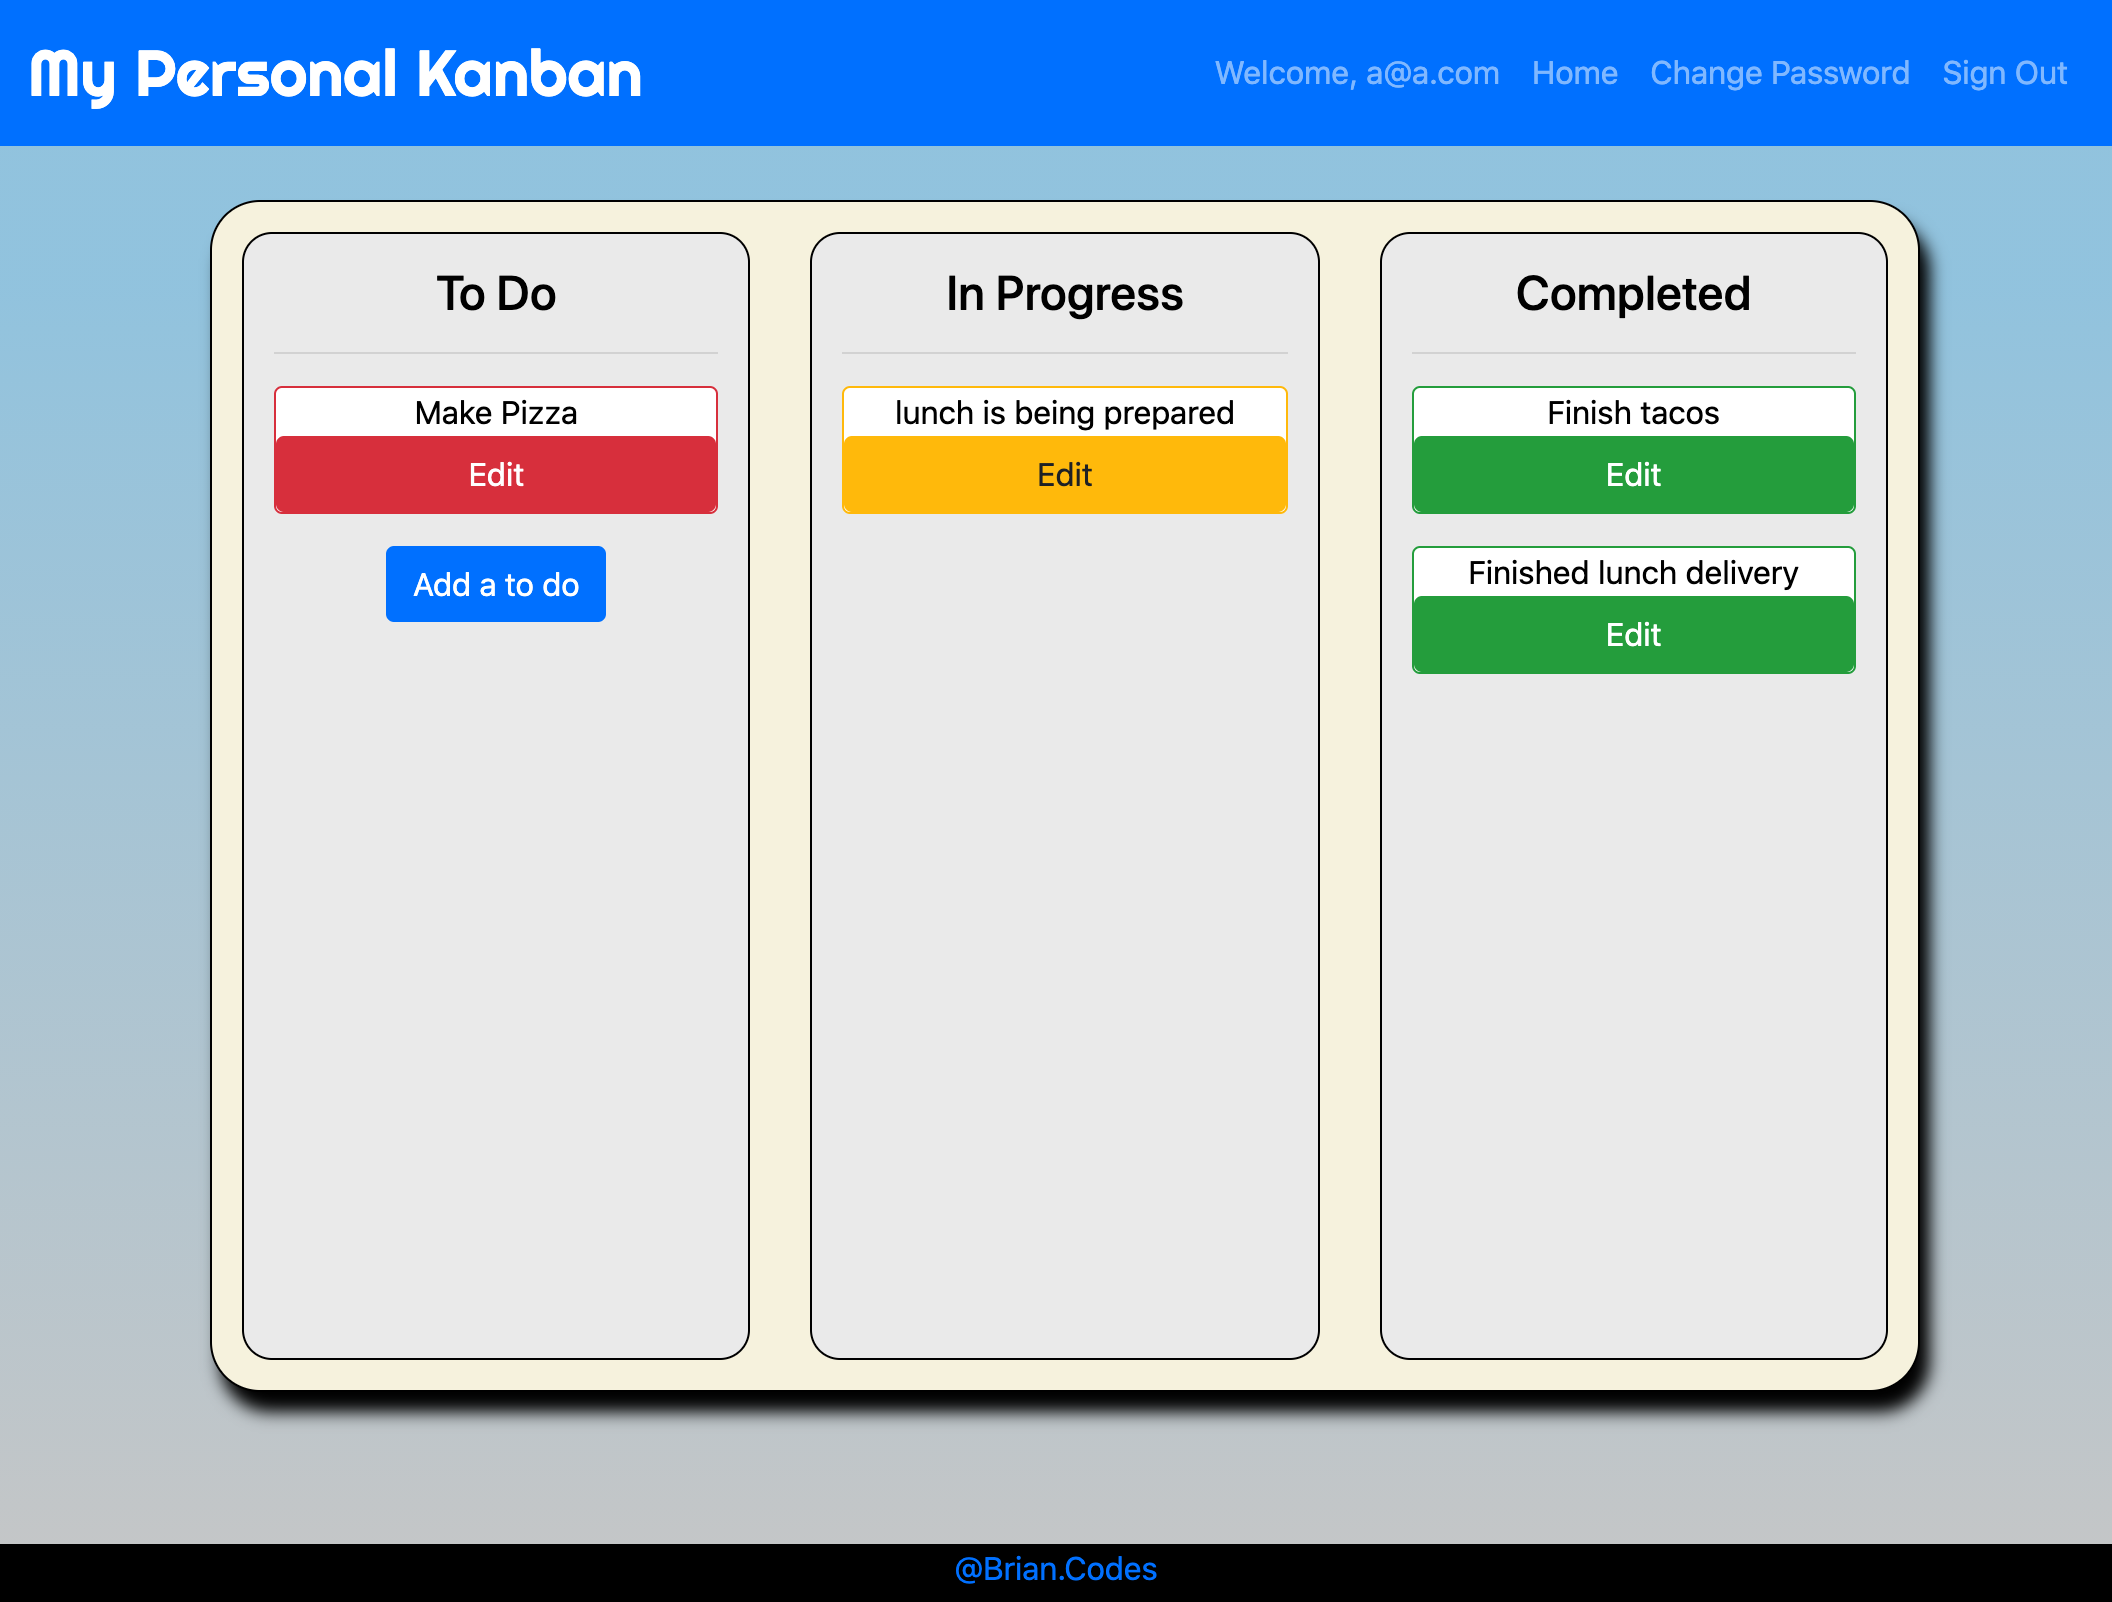 My Personal Kanban
Welcome, a@a.com Home Change Password Sign Out
To Do
Make Pizza
Edit
Add a to do
In Progress
lunch is being prepared
Edit
Completed
Finish tacos
Edit
Finished lunch delivery
Edit
@Brian.Codes